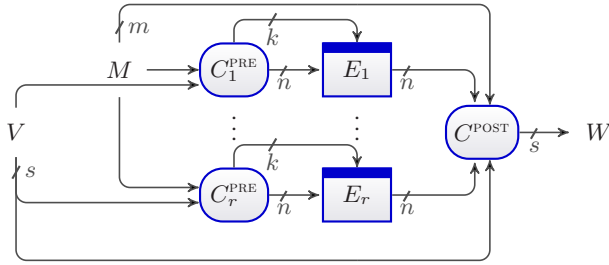 m
k
M C_1^PRE n E_1 n
V ⋮ ⋮ C^POST s W
s
k
C_r^PRE n E_r n